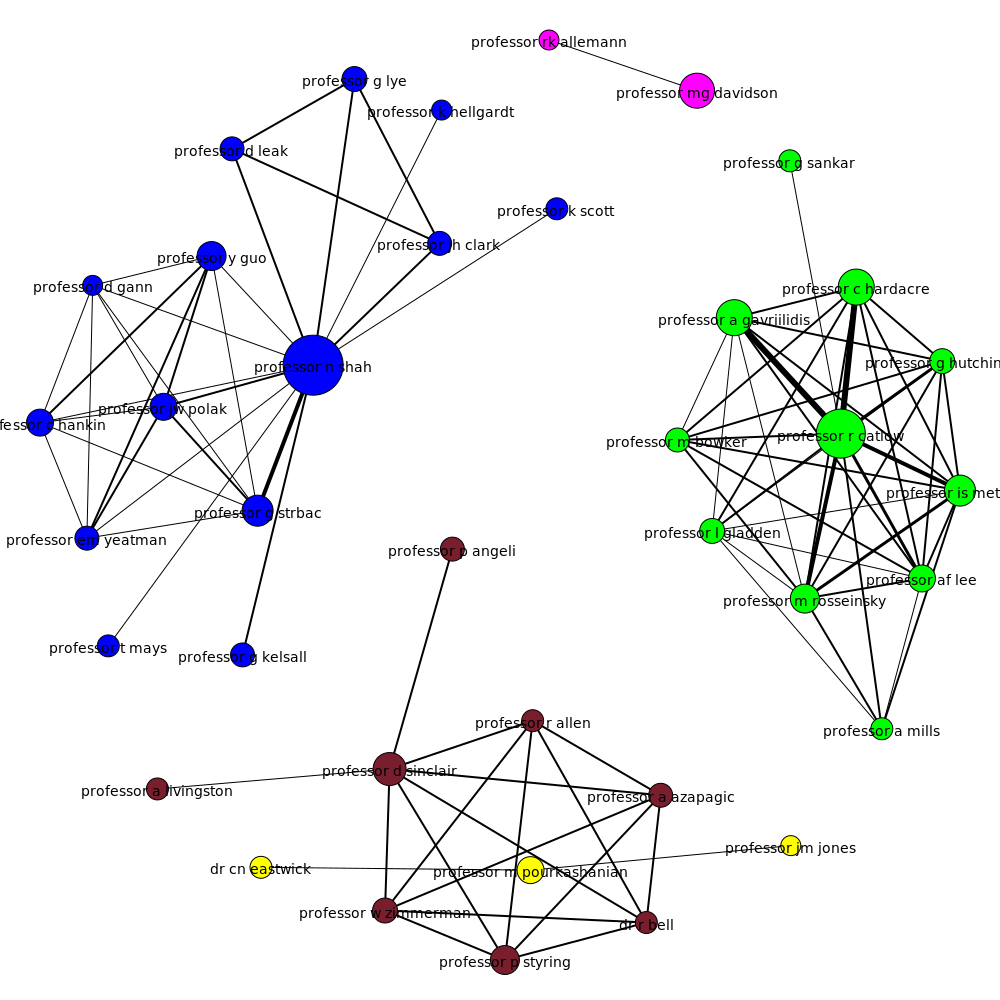 professor rk allemann
professor g lye
professor mg davidson
professor k hellgardt
professor d leak
professor g sankar
professor k scott
professor jh clark
professor y guo
professor d gann
professor c hardacre
professor a gavriilidis
professor g hutchin
professor n shah
professor jw polak
fessor c hankin
professor r catlow
professor m bowker
professor is met
professor g strbac
professor l gladden
professor em yeatman
professor p angeli
professor af lee
professor m rosseinsky
professor t mays
professor g kelsall
professor r allen
professor a mills
professor d sinclair
professor a livingston
professor a azapagic
professor jm jones
dr cn eastwick
professor m pourkashanian
professor w zimmerman
dr r bell
professor p styring